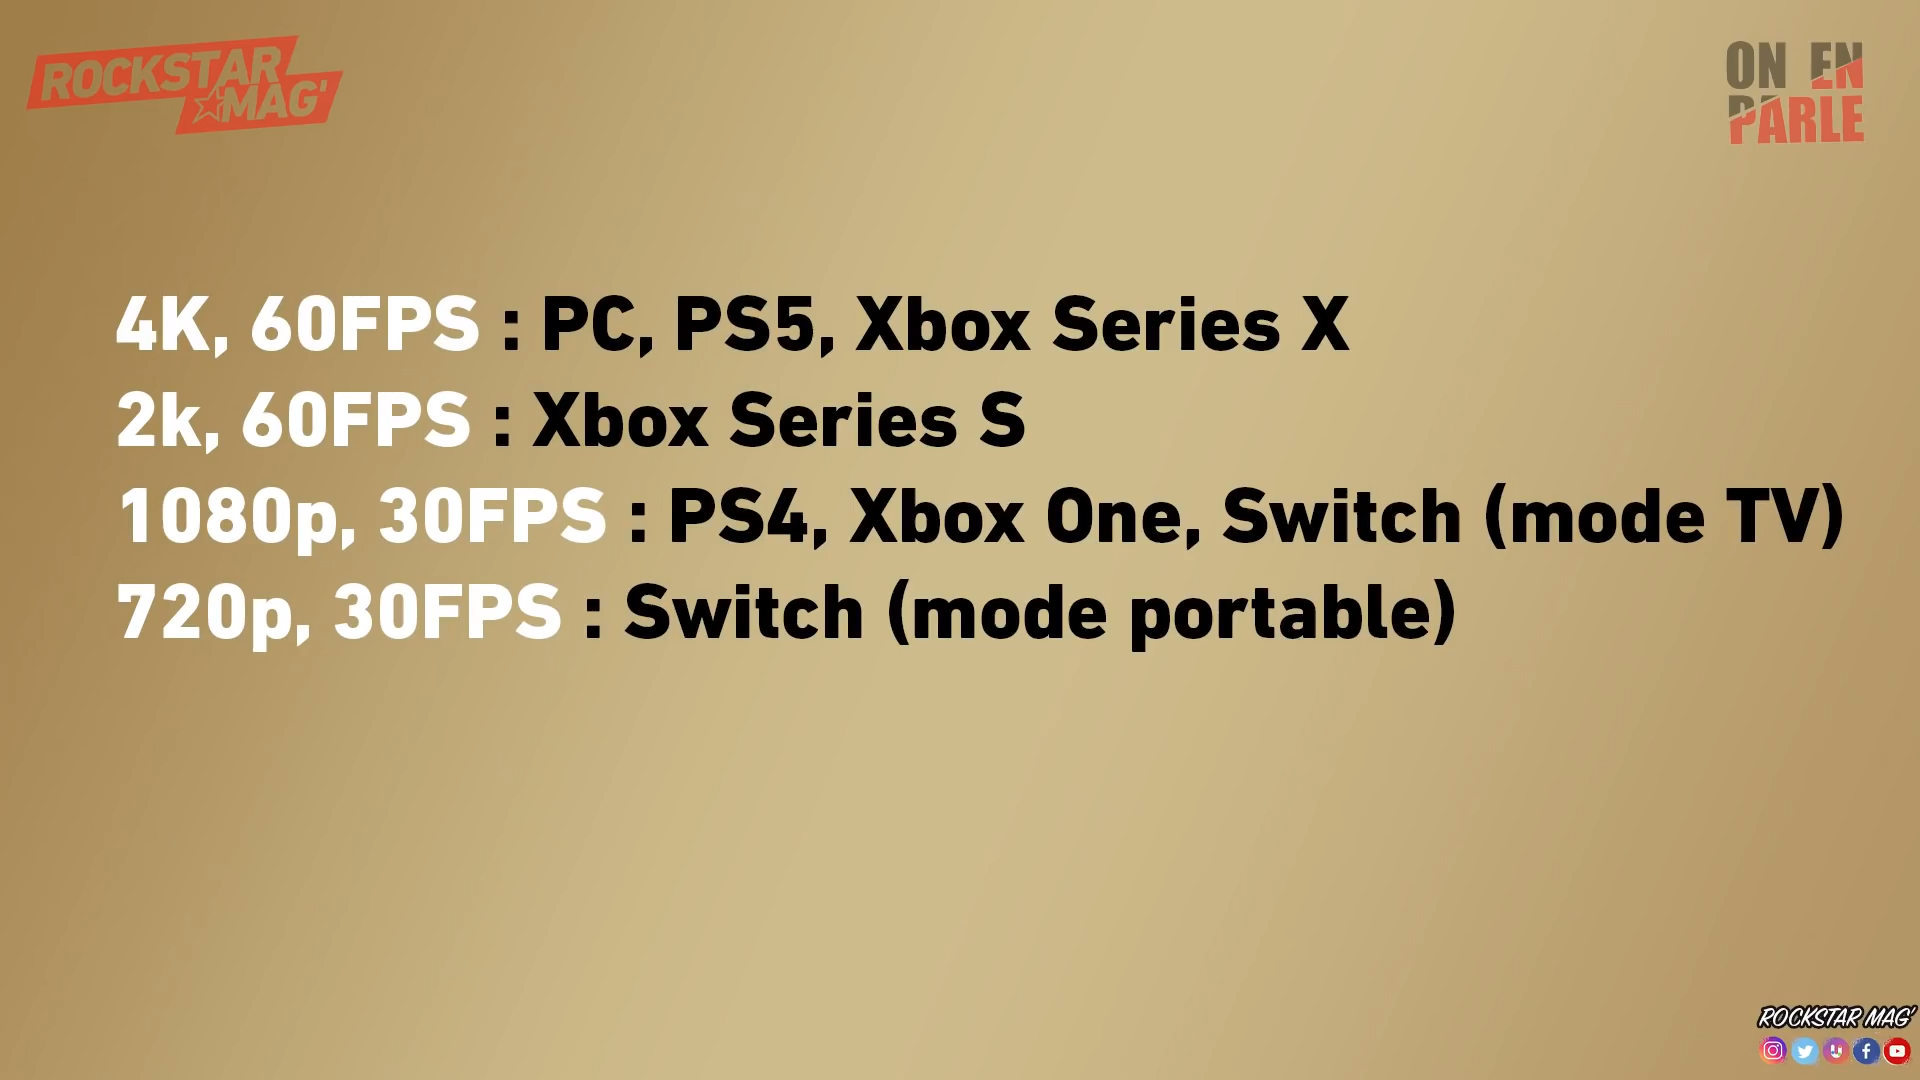 ROCKSTAR
MAG'
ON EN
PARLE
4K, 60FPS : PC, PS5, Xbox Series X
2k, 60FPS : Xbox Series S
1080p, 30FPS : PS4, Xbox One, Switch (mode TV)
720p, 30FPS : Switch (mode portable)
ROCKSTAR MAG'